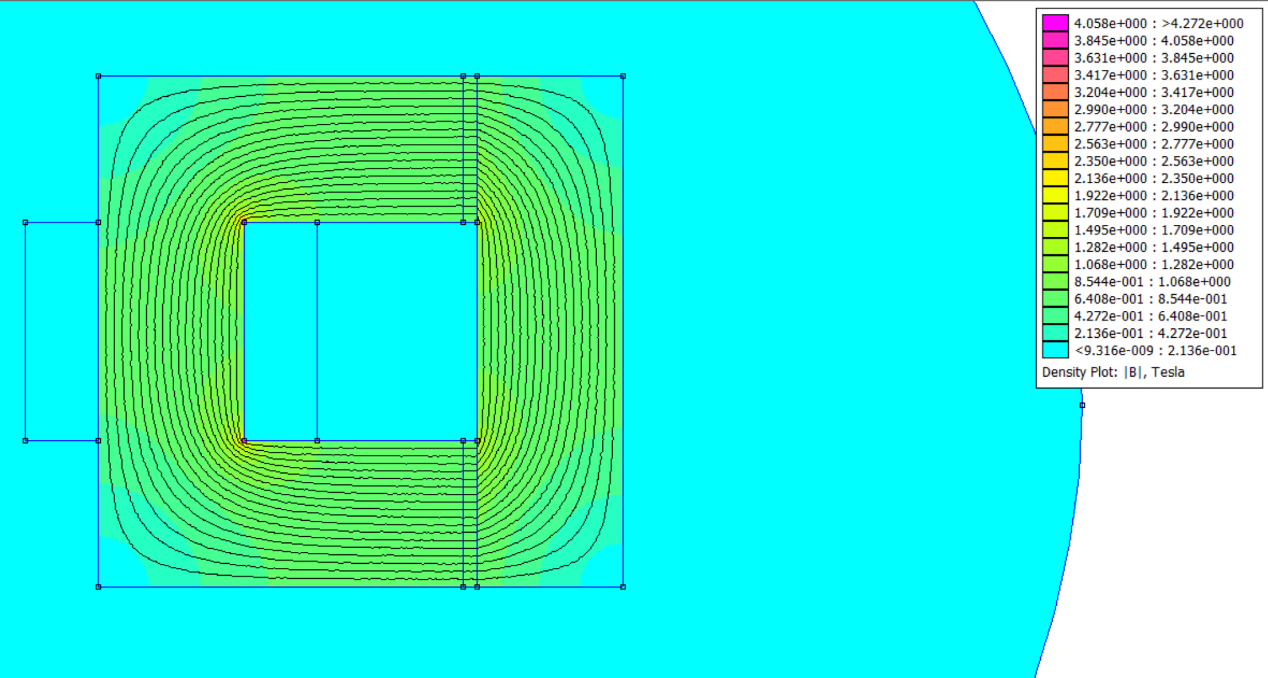 4.058e+000 : >4.272e+000
3.845e+000 : 4.058e+000
3.631e+000 : 3.845e+000
3.417e+000 : 3.631e+000
3.204e+000 : 3.417e+000
2.990e+000 : 3.204e+000
2.777e+000 : 2.990e+000
2.563e+000 : 2.777e+000
2.350e+000 : 2.563e+000
2.136e+000 : 2.350e+000
1.922e+000 : 2.136e+000
1.709e+000 : 1.922e+000
1.495e+000 : 1.709e+000
1.282e+000 : 1.495e+000
1.068e+000 : 1.282e+000
8.544e-001 : 1.068e+000
6.408e-001 : 8.544e-001
4.272e-001 : 6.408e-001
2.136e-001 : 4.272e-001
<9.316e-009 : 2.136e-001
Density Plot: |B|, Tesla